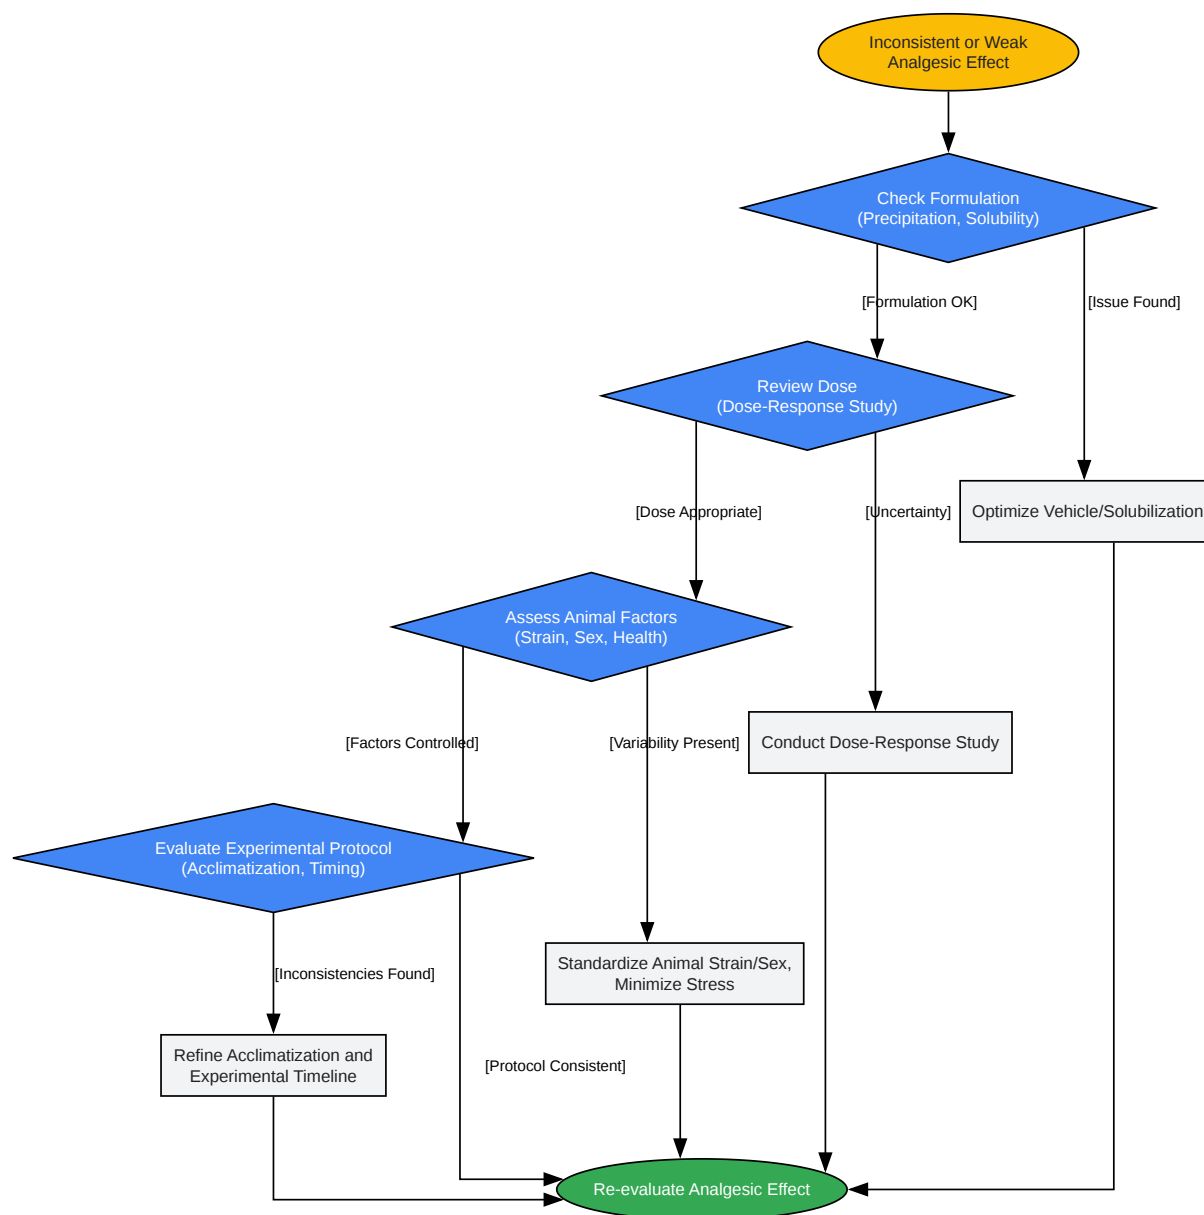 Inconsistent or Weak
Analgesic Effect
Check Formulation
(Precipitation, Solubility)
[Formulation OK]
[Issue Found]
Review Dose
(Dose-Response Study)
[Dose Appropriate]
[Uncertainty]
Optimize Vehicle/Solubilization
Assess Animal Factors
(Strain, Sex, Health)
[Factors Controlled]
[Variability Present]
Conduct Dose-Response Study
Evaluate Experimental Protocol
(Acclimatization, Timing)
[Inconsistencies Found]
Standardize Animal Strain/Sex,
Minimize Stress
Refine Acclimatization and
Experimental Timeline
[Protocol Consistent]
Re-evaluate Analgesic Effect